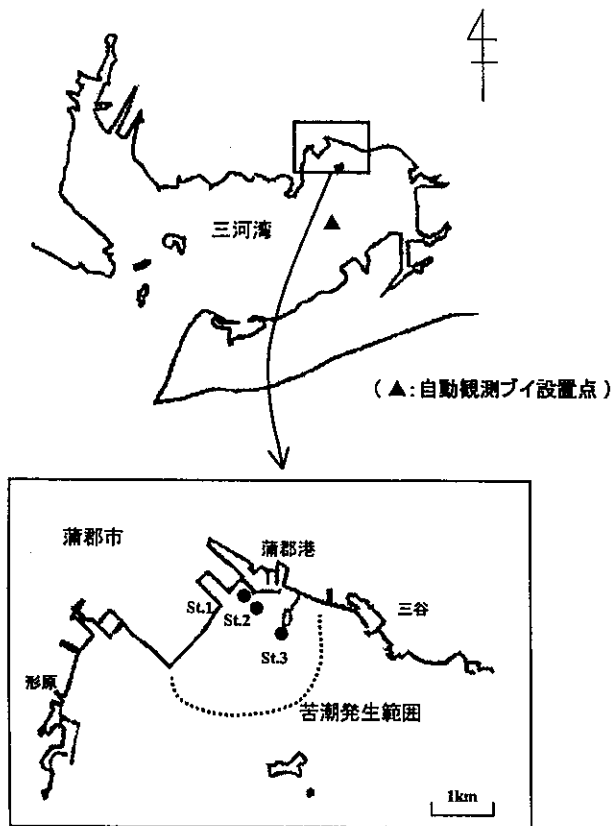 三河湾
(▲:自動観測ブイ設置点)
蒲郡市
蒲郡港
St.1
St.2
三谷
St.3
形原
苦潮発生範囲
1km